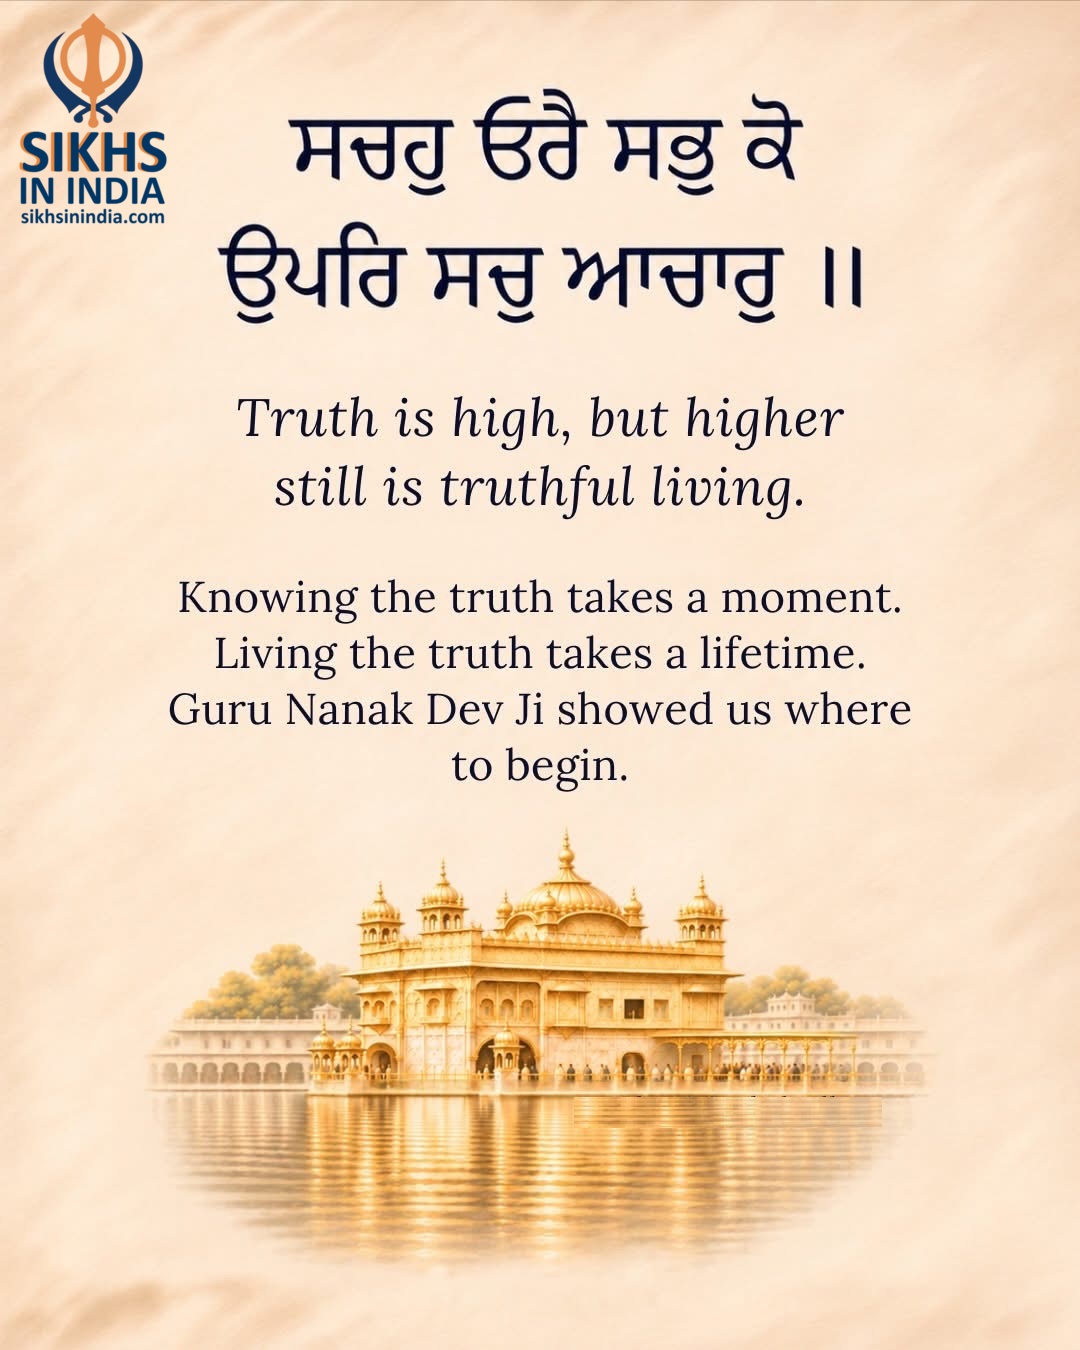 SIKHS
IN INDIA
sikhsinindia.com
ਸਚਹੁ ਓਰੈ ਸਭੁ ਕੋ
ਉਪਰਿ ਸਚੁ ਆਚਾਰੁ ॥
Truth is high, but higher
still is truthful living.
Knowing the truth takes a moment.
Living the truth takes a lifetime.
Guru Nanak Dev Ji showed us where
to begin.